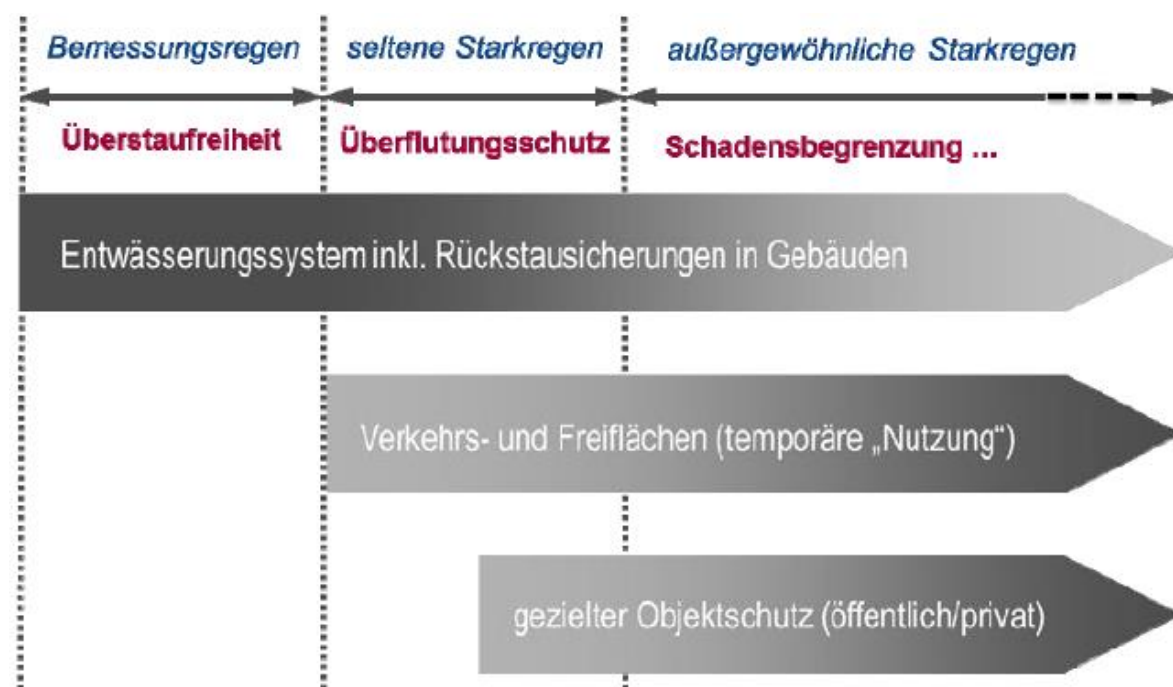 Bemessungsregen seltene Starkregen außergewöhnliche Starkregen
Überstaufreiheit Überflutungsschutz Schadensbegrenzung ...
Entwässerungssystem inkl. Rückstausicherungen in Gebäuden
Verkehrs- und Freiflächen (temporäre „Nutzung“)
gezielter Objektschutz (öffentlich/privat)